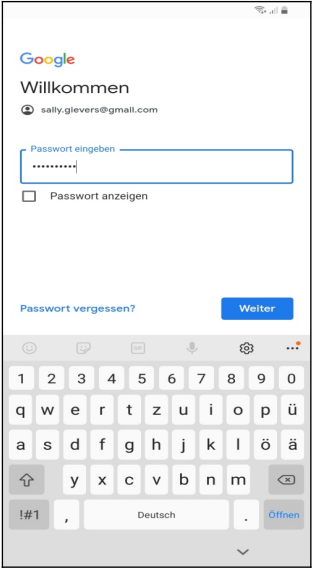 Google
Willkommen
sally.gievers@gmail.com
Passwort eingeben
••••••••••
Passwort anzeigen
Passwort vergessen? Weiter
GIF
1 2 3 4 5 6 7 8 9 0
q w e r t z u i o p ü
a s d f g h j k l ö ä
y x c v b n m
!#1 , Deutsch . Öffnen